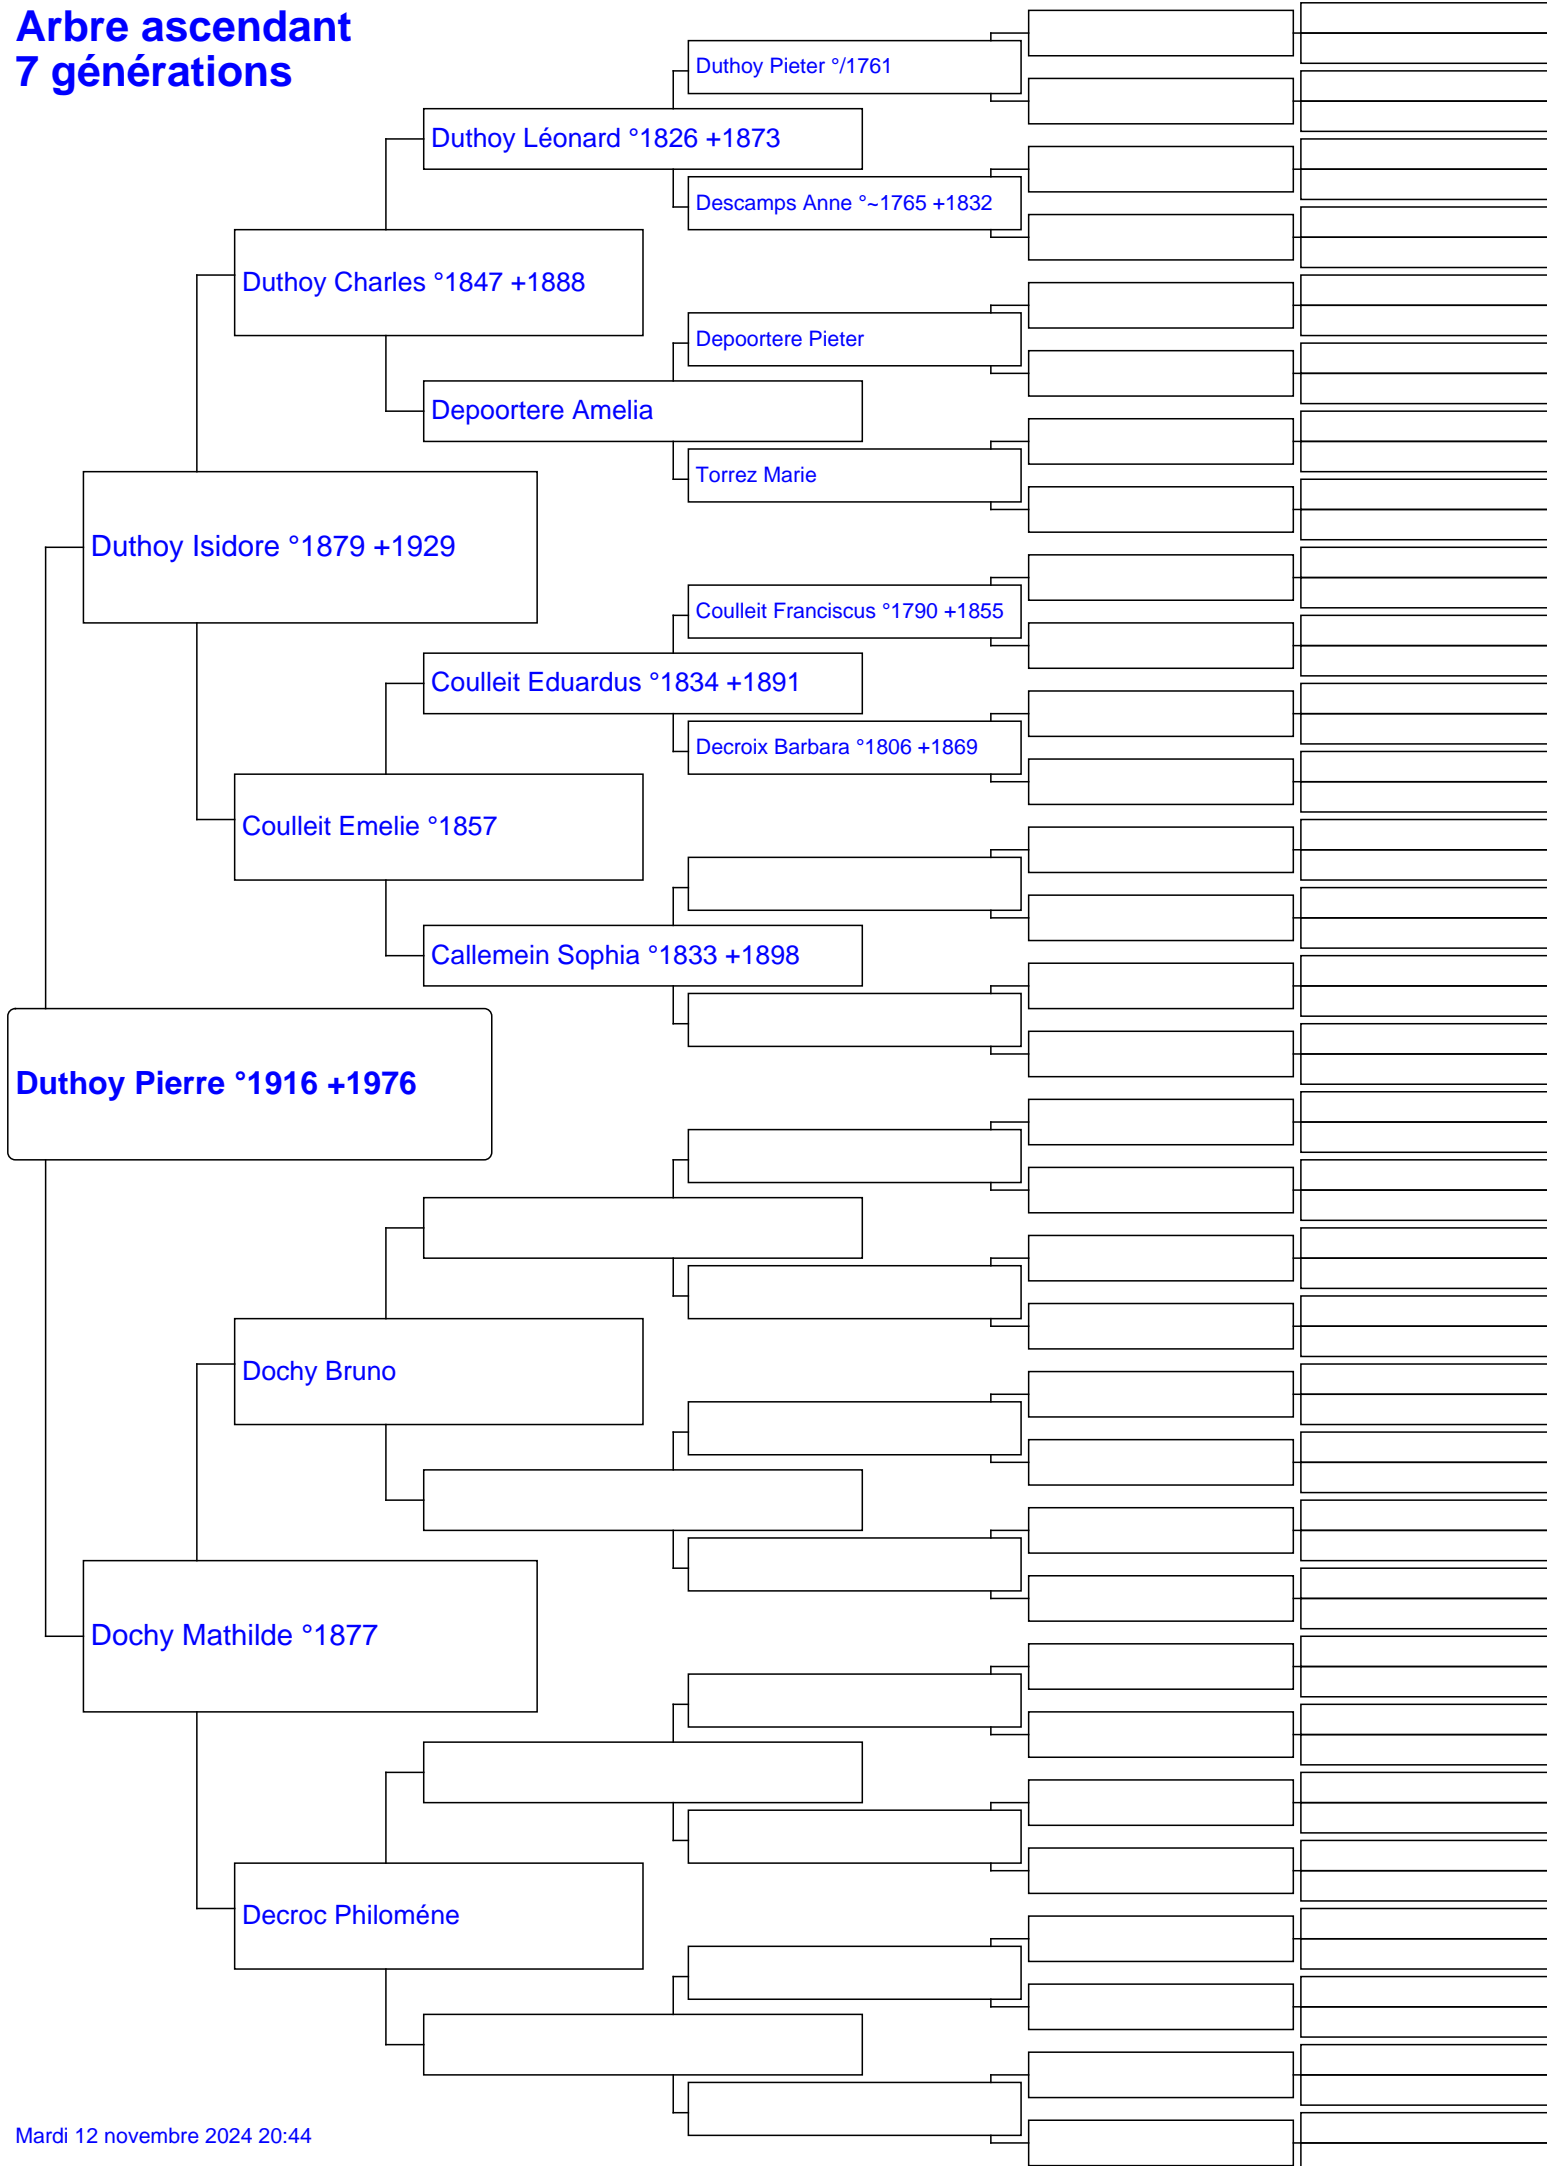 Arbre ascendant
7 générations
Duthoy Pieter °/1761
Duthoy Léonard °1826 +1873
Descamps Anne °~1765 +1832
Duthoy Charles °1847 +1888
Depoortere Pieter
Depoortere Amelia
Torrez Marie
Duthoy Isidore °1879 +1929
Coulleit Franciscus °1790 +1855
Coulleit Eduardus °1834 +1891
Decroix Barbara °1806 +1869
Coulleit Emelie °1857
Callemein Sophia °1833 +1898
Duthoy Pierre °1916 +1976
Dochy Bruno
Dochy Mathilde °1877
Decroc Philoméne
Mardi 12 novembre 2024 20:44